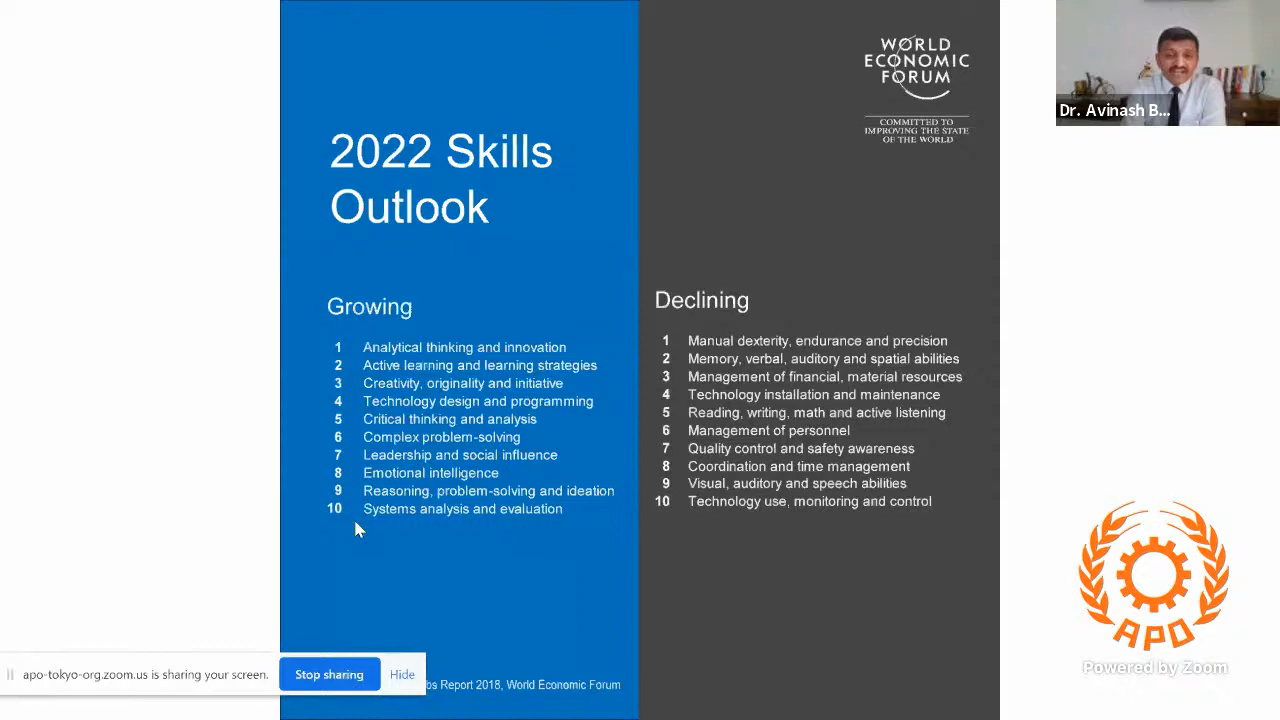 WORLD
ECONOMIC
FORUM
COMMITTED TO
IMPROVING THE STATE
OF THE WORLD
Dr. Avinash B...
2022 Skills
Outlook
Growing
1 Analytical thinking and innovation
2 Active learning and learning strategies
3 Creativity, originality and initiative
4 Technology design and programming
5 Critical thinking and analysis
6 Complex problem-solving
7 Leadership and social influence
8 Emotional intelligence
9 Reasoning, problem-solving and ideation
10 Systems analysis and evaluation
Declining
1 Manual dexterity, endurance and precision
2 Memory, verbal, auditory and spatial abilities
3 Management of financial, material resources
4 Technology installation and maintenance
5 Reading, writing, math and active listening
6 Management of personnel
7 Quality control and safety awareness
8 Coordination and time management
9 Visual, auditory and speech abilities
10 Technology use, monitoring and control
APO
Powered by Zoom
apo-tokyo-org.zoom.us is sharing your screen.
Stop sharing
Hide
Report 2018, World Economic Forum